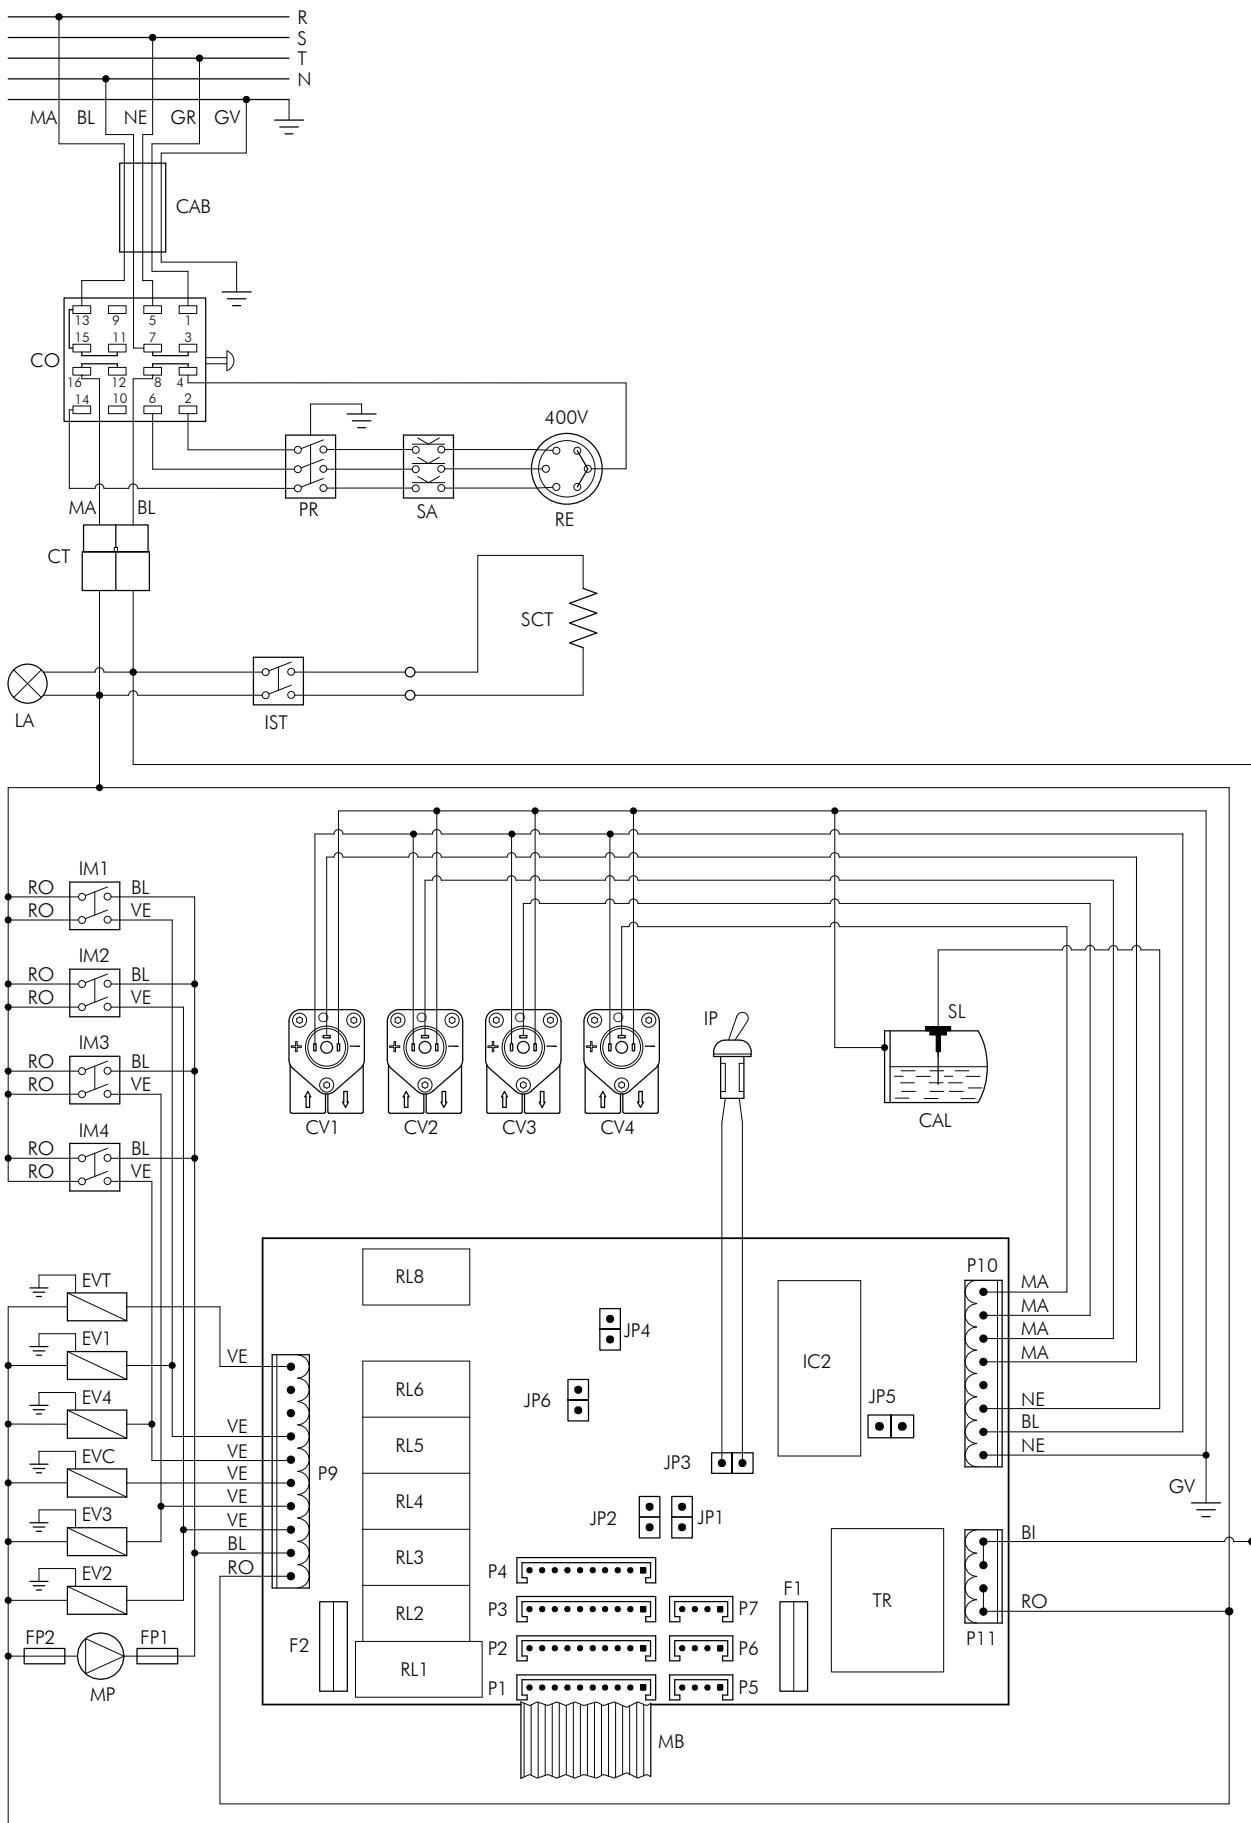 R
S
T
N
MA BL NE GR GV
CAB
13 9 5 1
15 11 7 3
CO
16 12 8 4
14 10 6 2
400V
MA BL
PR SA RE
CT
SCT
LA IST
IM1
RO BL
RO VE
IM2
RO BL
RO VE
IM3
RO BL
RO VE
IM4
RO BL
RO VE
IP
SL
+ − + − + − + −
CV1 CV2 CV3 CV4
CAL
EVT
EV1
EV4
EVC
EV3
EV2
FP2 FP1
MP
VE
VE
VE
VE
VE
VE
BL
RO
P9
RL8
RL6
RL5
RL4
RL3
RL2
RL1
F2
JP4
JP6
IC2
JP5
JP3
JP2 JP1
P4
P3 P7
P2 P6
P1 P5
F1
TR
MB
P10
MA
MA
MA
MA
NE
BL
NE
GV
BI
RO
P11